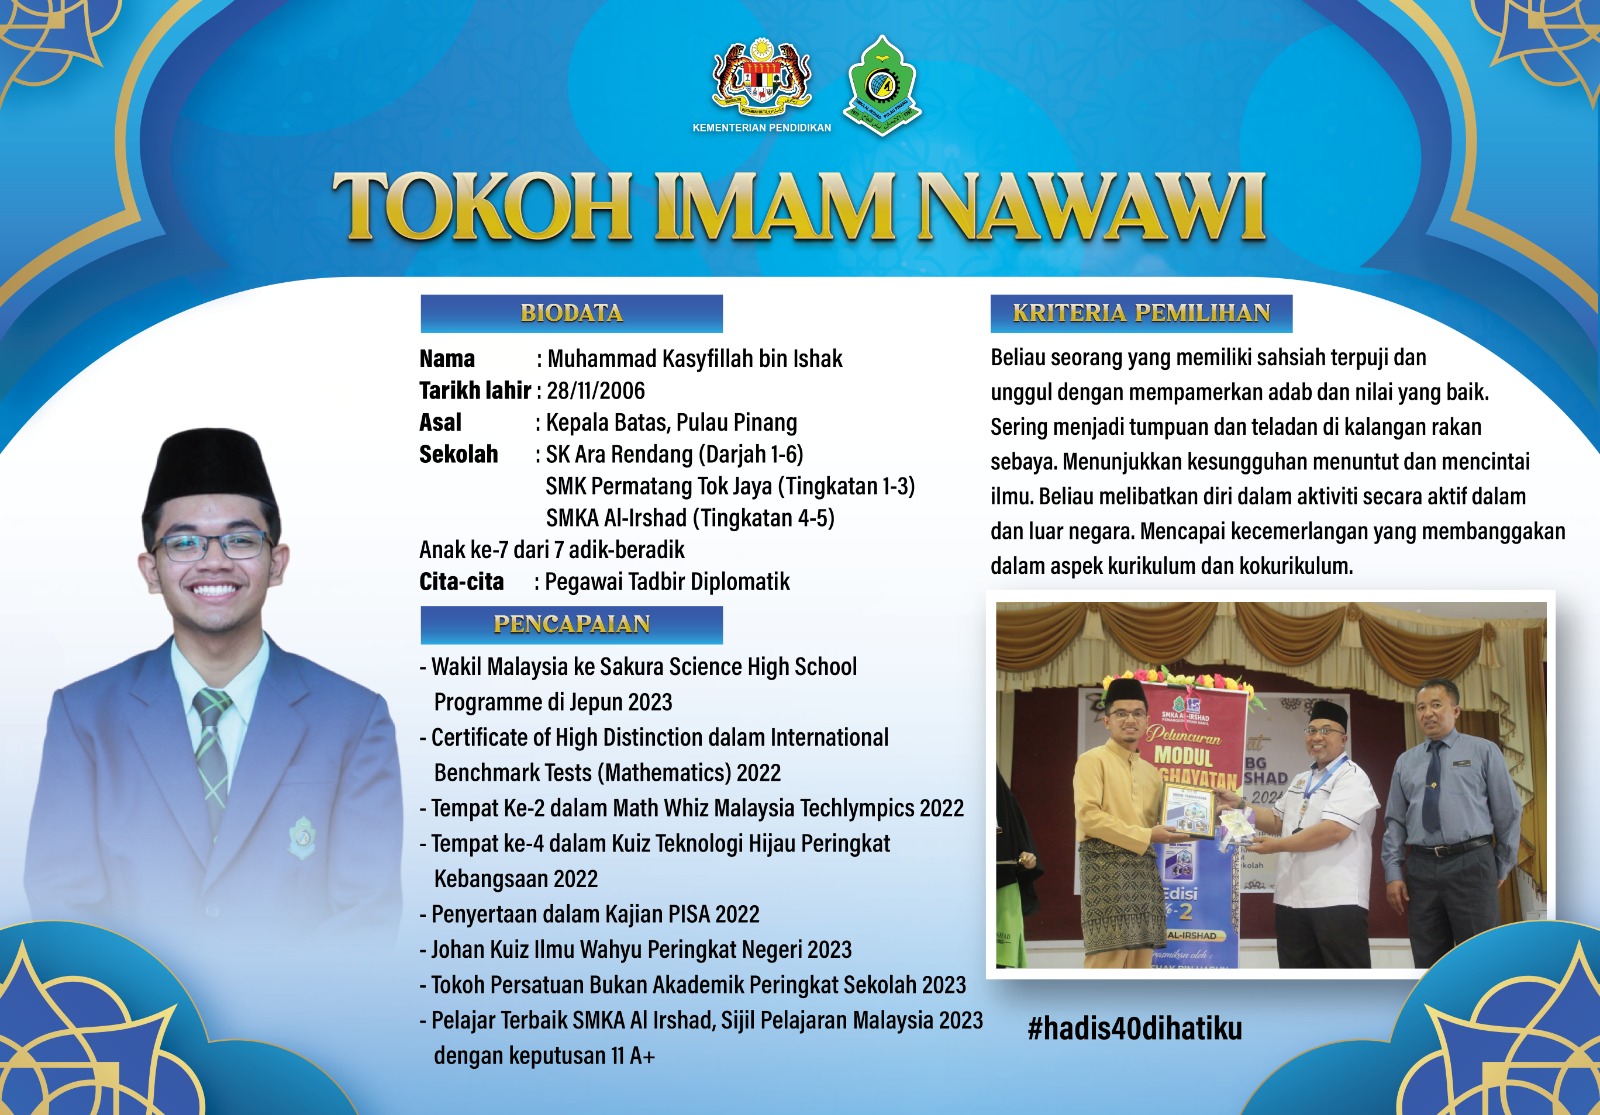 KEMENTERIAN PENDIDIKAN
TOKOH IMAM NAWAWI
BIODATA
Nama : Muhammad Kasyfillah bin Ishak
Tarikh lahir : 28/11/2006
Asal : Kepala Batas, Pulau Pinang
Sekolah : SK Ara Rendang (Darjah 1-6)
SMK Permatang Tok Jaya (Tingkatan 1-3)
SMKA Al-Irshad (Tingkatan 4-5)
Anak ke-7 dari 7 adik-beradik
Cita-cita : Pegawai Tadbir Diplomatik
PENCAPAIAN
- Wakil Malaysia ke Sakura Science High School
Programme di Jepun 2023
- Certificate of High Distinction dalam International
Benchmark Tests (Mathematics) 2022
- Tempat Ke-2 dalam Math Whiz Malaysia Techlympics 2022
- Tempat ke-4 dalam Kuiz Teknologi Hijau Peringkat
Kebangsaan 2022
- Penyertaan dalam Kajian PISA 2022
- Johan Kuiz Ilmu Wahyu Peringkat Negeri 2023
- Tokoh Persatuan Bukan Akademik Peringkat Sekolah 2023
- Pelajar Terbaik SMKA Al Irshad, Sijil Pelajaran Malaysia 2023
dengan keputusan 11 A+
KRITERIA PEMILIHAN
Beliau seorang yang memiliki sahsiah terpuji dan
unggul dengan mempamerkan adab dan nilai yang baik.
Sering menjadi tumpuan dan teladan di kalangan rakan
sebaya. Menunjukkan kesungguhan menuntut dan mencintai
ilmu. Beliau melibatkan diri dalam aktiviti secara aktif dalam
dan luar negara. Mencapai kecemerlangan yang membanggakan
dalam aspek kurikulum dan kokurikulum.
SMKA AL-IRSHAD
Peluncuran
MODUL
GHAYATAN
BG
SHAD
Edisi
2
AL-IRSHAD
#hadis40dihatiku